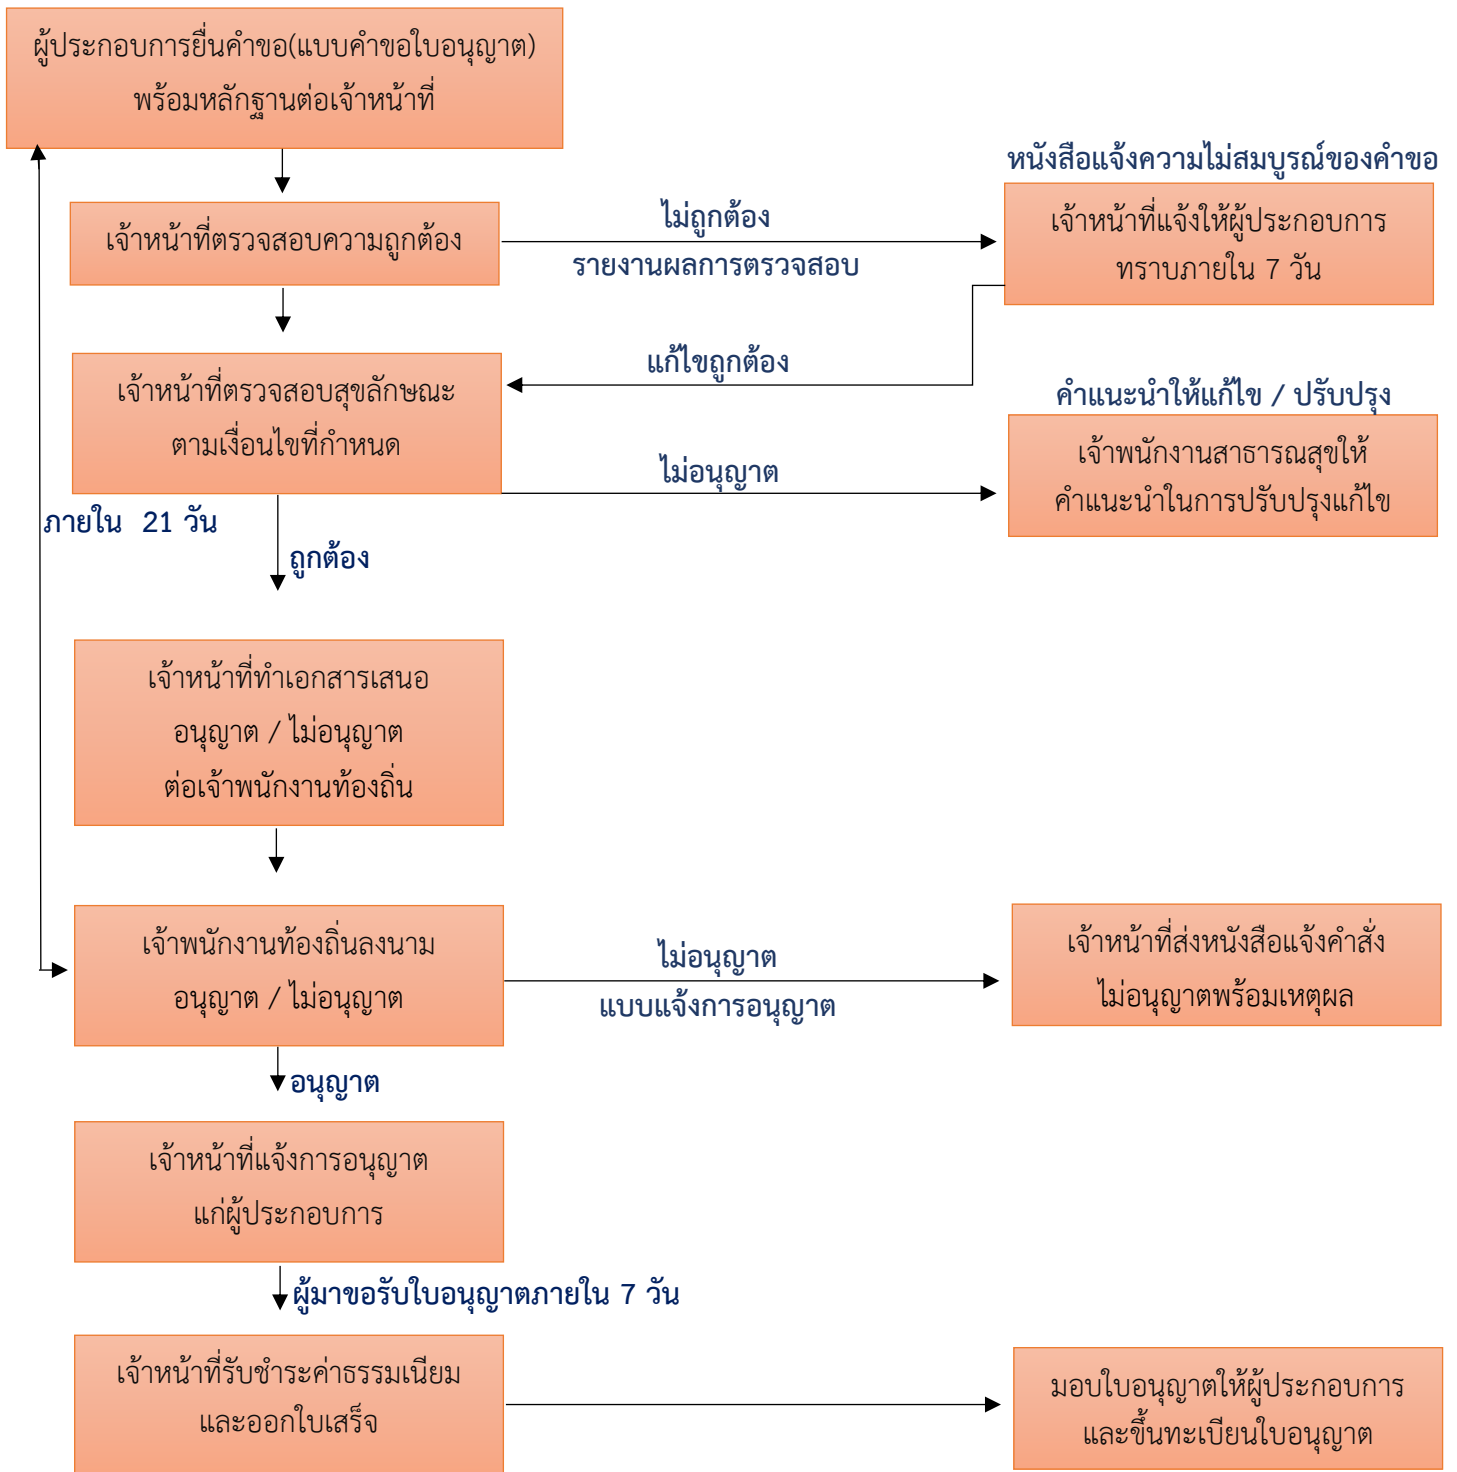 ผู้ประกอบการยื่นคำขอ(แบบคำขอใบอนุญาต)
พร้อมหลักฐานต่อเจ้าหน้าที่
หนังสือแจ้งความไม่สมบูรณ์ของคำขอ
เจ้าหน้าที่ตรวจสอบความถูกต้อง
ไม่ถูกต้อง
รายงานผลการตรวจสอบ
เจ้าหน้าที่แจ้งให้ผู้ประกอบการ
ทราบภายใน 7 วัน
แก้ไขถูกต้อง
เจ้าหน้าที่ตรวจสอบสุขลักษณะ
ตามเงื่อนไขที่กำหนด
คำแนะนำให้แก้ไข / ปรับปรุง
ไม่อนุญาต
เจ้าพนักงานสาธารณสุขให้
คำแนะนำในการปรับปรุงแก้ไข
ภายใน 21 วัน
ถูกต้อง
เจ้าหน้าที่ทำเอกสารเสนอ
อนุญาต / ไม่อนุญาต
ต่อเจ้าพนักงานท้องถิ่น
เจ้าพนักงานท้องถิ่นลงนาม
อนุญาต / ไม่อนุญาต
ไม่อนุญาต
แบบแจ้งการอนุญาต
เจ้าหน้าที่ส่งหนังสือแจ้งคำสั่ง
ไม่อนุญาตพร้อมเหตุผล
อนุญาต
เจ้าหน้าที่แจ้งการอนุญาต
แก่ผู้ประกอบการ
ผู้มาขอรับใบอนุญาตภายใน 7 วัน
เจ้าหน้าที่รับชำระค่าธรรมเนียม
และออกใบเสร็จ
มอบใบอนุญาตให้ผู้ประกอบการ
และขึ้นทะเบียนใบอนุญาต